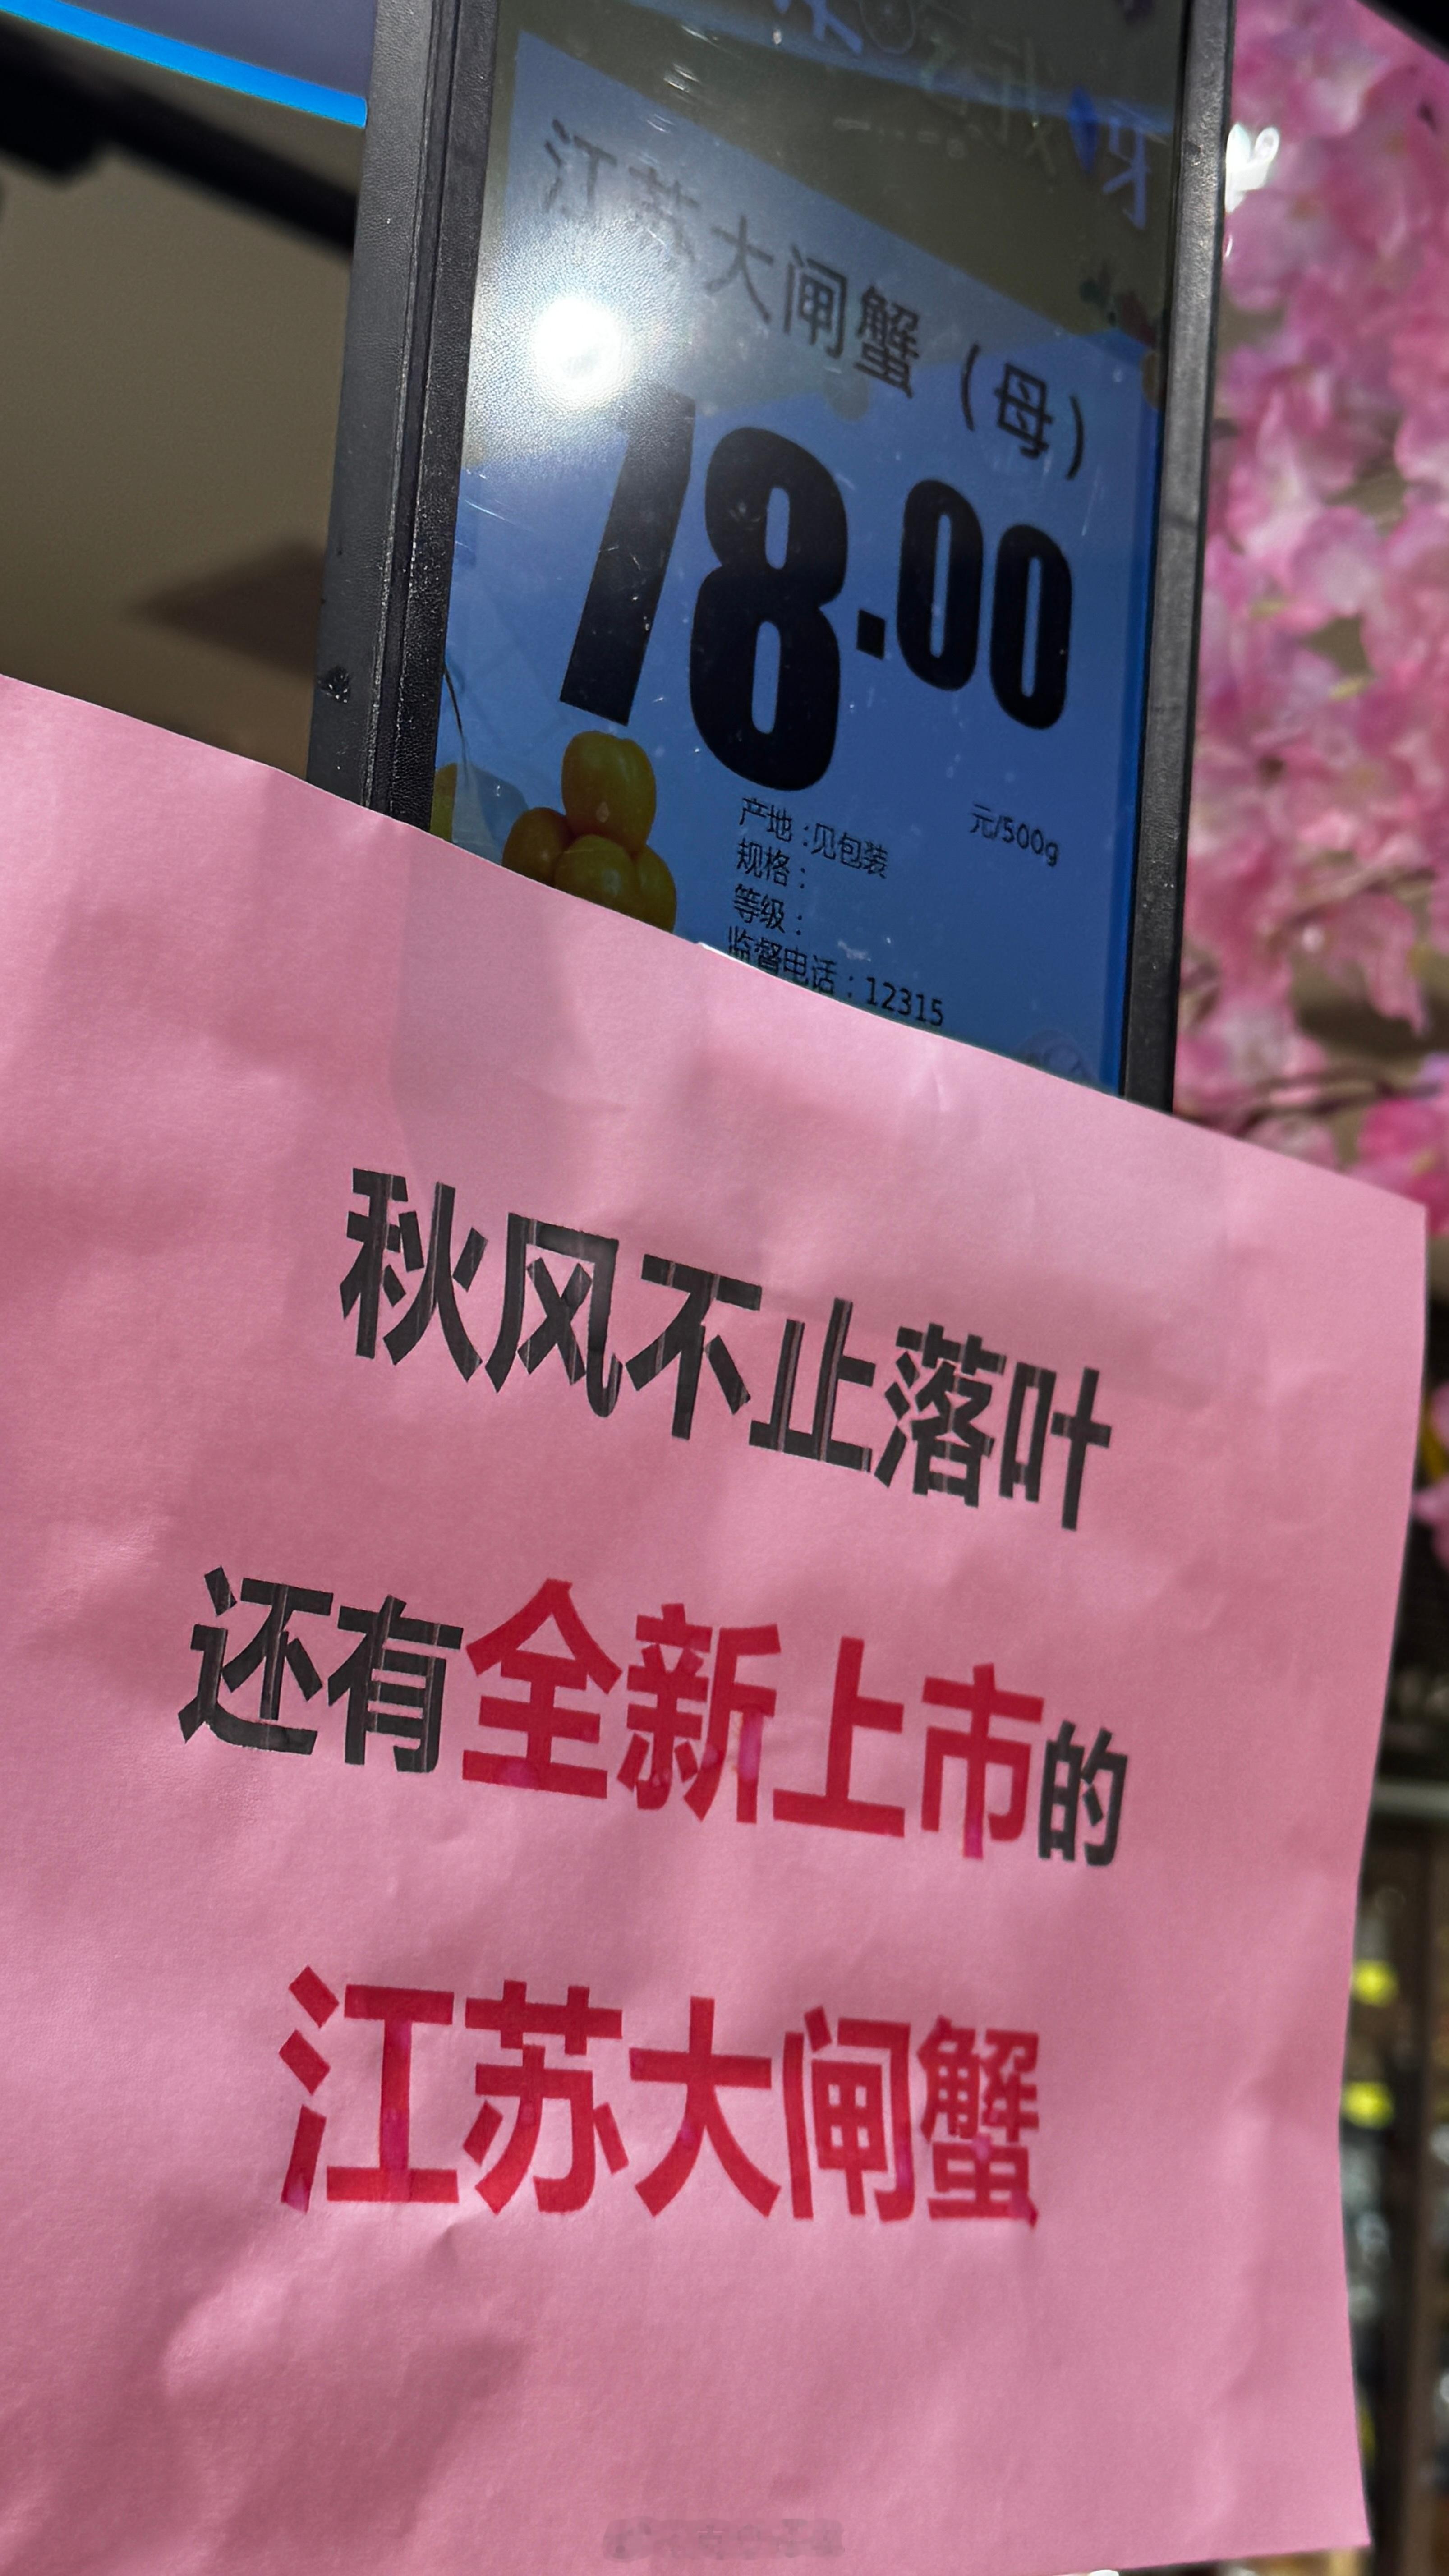 江苏大闸蟹（母）
78.00
元/500g
产地：见包装
规格：
等级：
监督电话：12315
秋风不止落叶
还有全新上市的
江苏大闸蟹